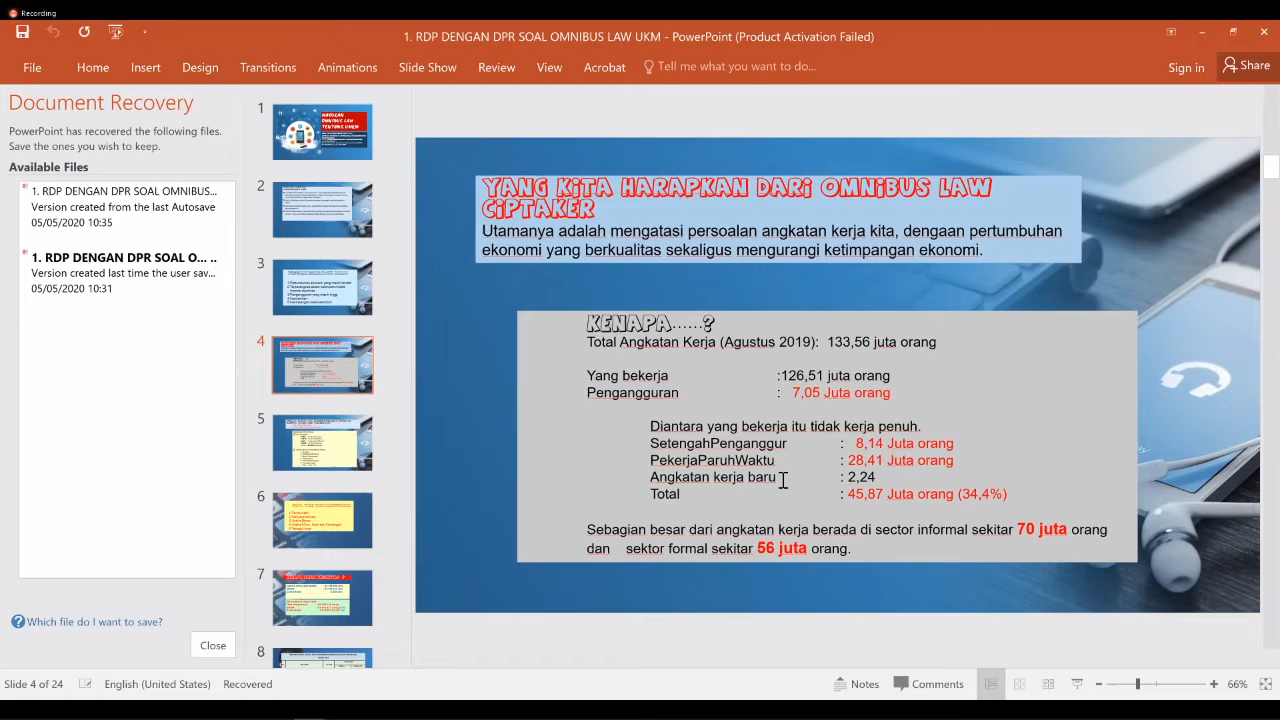 Recording
1. RDP DENGAN DPR SOAL OMNIBUS LAW UKM - PowerPoint (Product Activation Failed)
File Home Insert Design Transitions Animations Slide Show Review View Acrobat Tell me what you want to do... Sign in Share
Document Recovery
PowerPoint has recovered the following files.
Save the ones you wish to keep.
Available Files
1. RDP DENGAN DPR SOAL OMNIBUS...
Version created from the last Autosa...
05/05/2020 10:35
1. RDP DENGAN DPR SOAL O... ..
Version created last time the user sav...
05/05/2020 10:31
Which file do I want to save?
Close
1
2
3
4
5
6
7
8
YANG KITA HARAPKAN DARI OMNIBUS LAW
CIPTAKER
Utamanya adalah mengatasi persoalan angkatan kerja kita, dengaan pertumbuhan
ekonomi yang berkualitas sekaligus mengurangi ketimpangan ekonomi.
KENAPA......?
Total Angkatan Kerja (Agustus 2019): 133,56 juta orang
Yang bekerja :126,51 juta orang
Pengangguran : 7,05 Juta orang
Diantara yang bekerja itu tidak kerja penuh.
SetengahPenganggur : 8,14 Juta orang
PekerjaParuhWaktu : 28,41 Juta orang
Angkatan kerja baru : 2,24
Total : 45,87 Juta orang (34,4%)
Sebagian besar dari angkatan kerja berada di sector informal sekitar 70 juta orang
dan sektor formal sekitar 56 juta orang.
Slide 4 of 24 English (United States) Recovered Notes Comments 66%